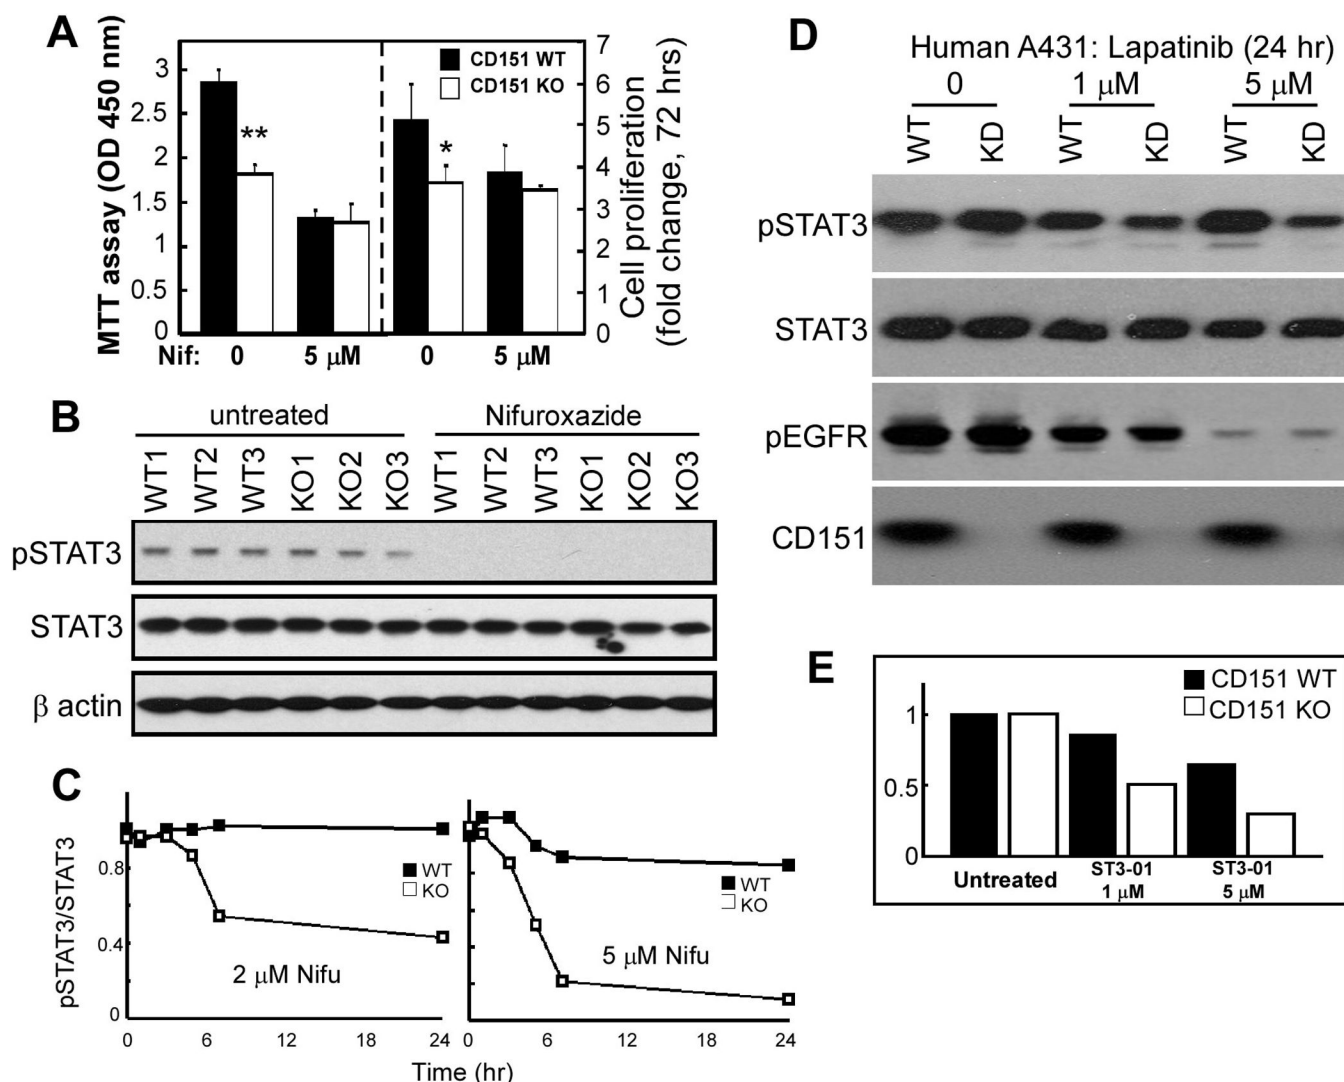 A
MTT assay (OD 450 nm)
3
2.5
2
1.5
1
0.5
0
**
*
CD151 WT
CD151 KO
7
6
5
4
3
2
1
0
Cell proliferation
(fold change, 72 hrs)
Nif: 0 5 μM 0 5 μM
B
untreated Nifuroxazide
WT1 WT2 WT3 KO1 KO2 KO3 WT1 WT2 WT3 KO1 KO2 KO3
pSTAT3
STAT3
β actin
C
pSTAT3/STAT3
0.8
0.4
0
WT
KO
2 μM Nifu
0 6 12 18 24
WT
KO
5 μM Nifu
0 6 12 18 24
Time (hr)
D
Human A431: Lapatinib (24 hr)
0 1 μM 5 μM
WT KD WT KD WT KD
pSTAT3
STAT3
pEGFR
CD151
E
CD151 WT
CD151 KO
1
0.5
0
Untreated ST3-01 ST3-01
1 μM 5 μM